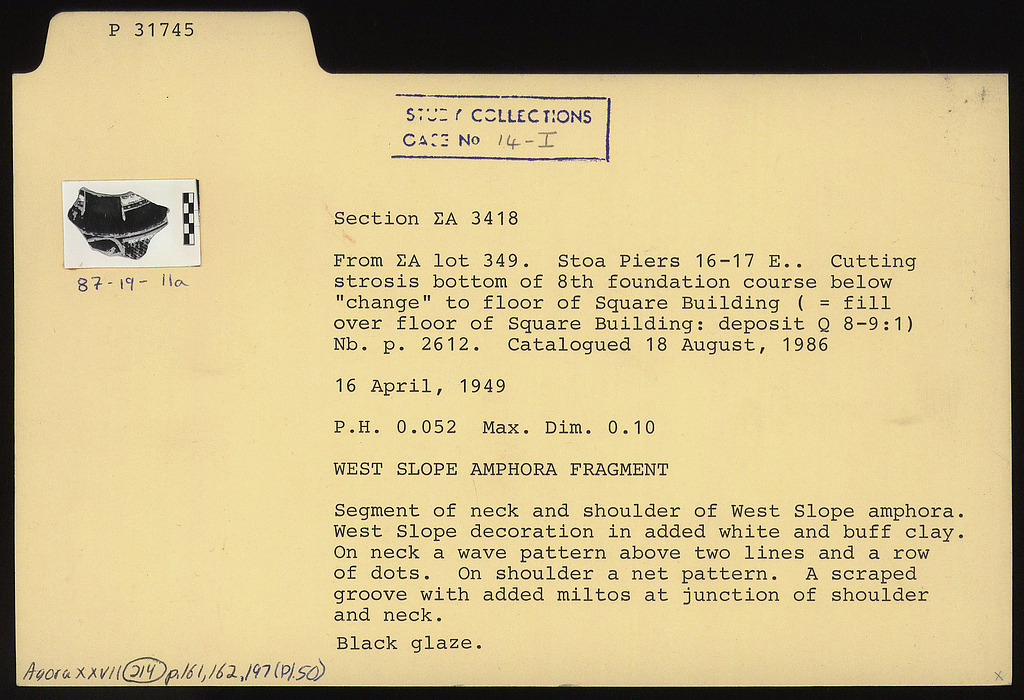 P 31745
STUDY COLLECTIONS
CASE No 14-I
87-19-11a
Section ΣΑ 3418
From ΣΑ lot 349. Stoa Piers 16-17 E.. Cutting
strosis bottom of 8th foundation course below
"change" to floor of Square Building ( = fill
over floor of Square Building: deposit Q 8-9:1)
Nb. p. 2612. Catalogued 18 August, 1986
16 April, 1949
P.H. 0.052 Max. Dim. 0.10
WEST SLOPE AMPHORA FRAGMENT
Segment of neck and shoulder of West Slope amphora.
West Slope decoration in added white and buff clay.
On neck a wave pattern above two lines and a row
of dots. On shoulder a net pattern. A scraped
groove with added miltos at junction of shoulder
and neck.
Black glaze.
Agora XXVII (214) p.161, 162, 197 (Pl.50)
x